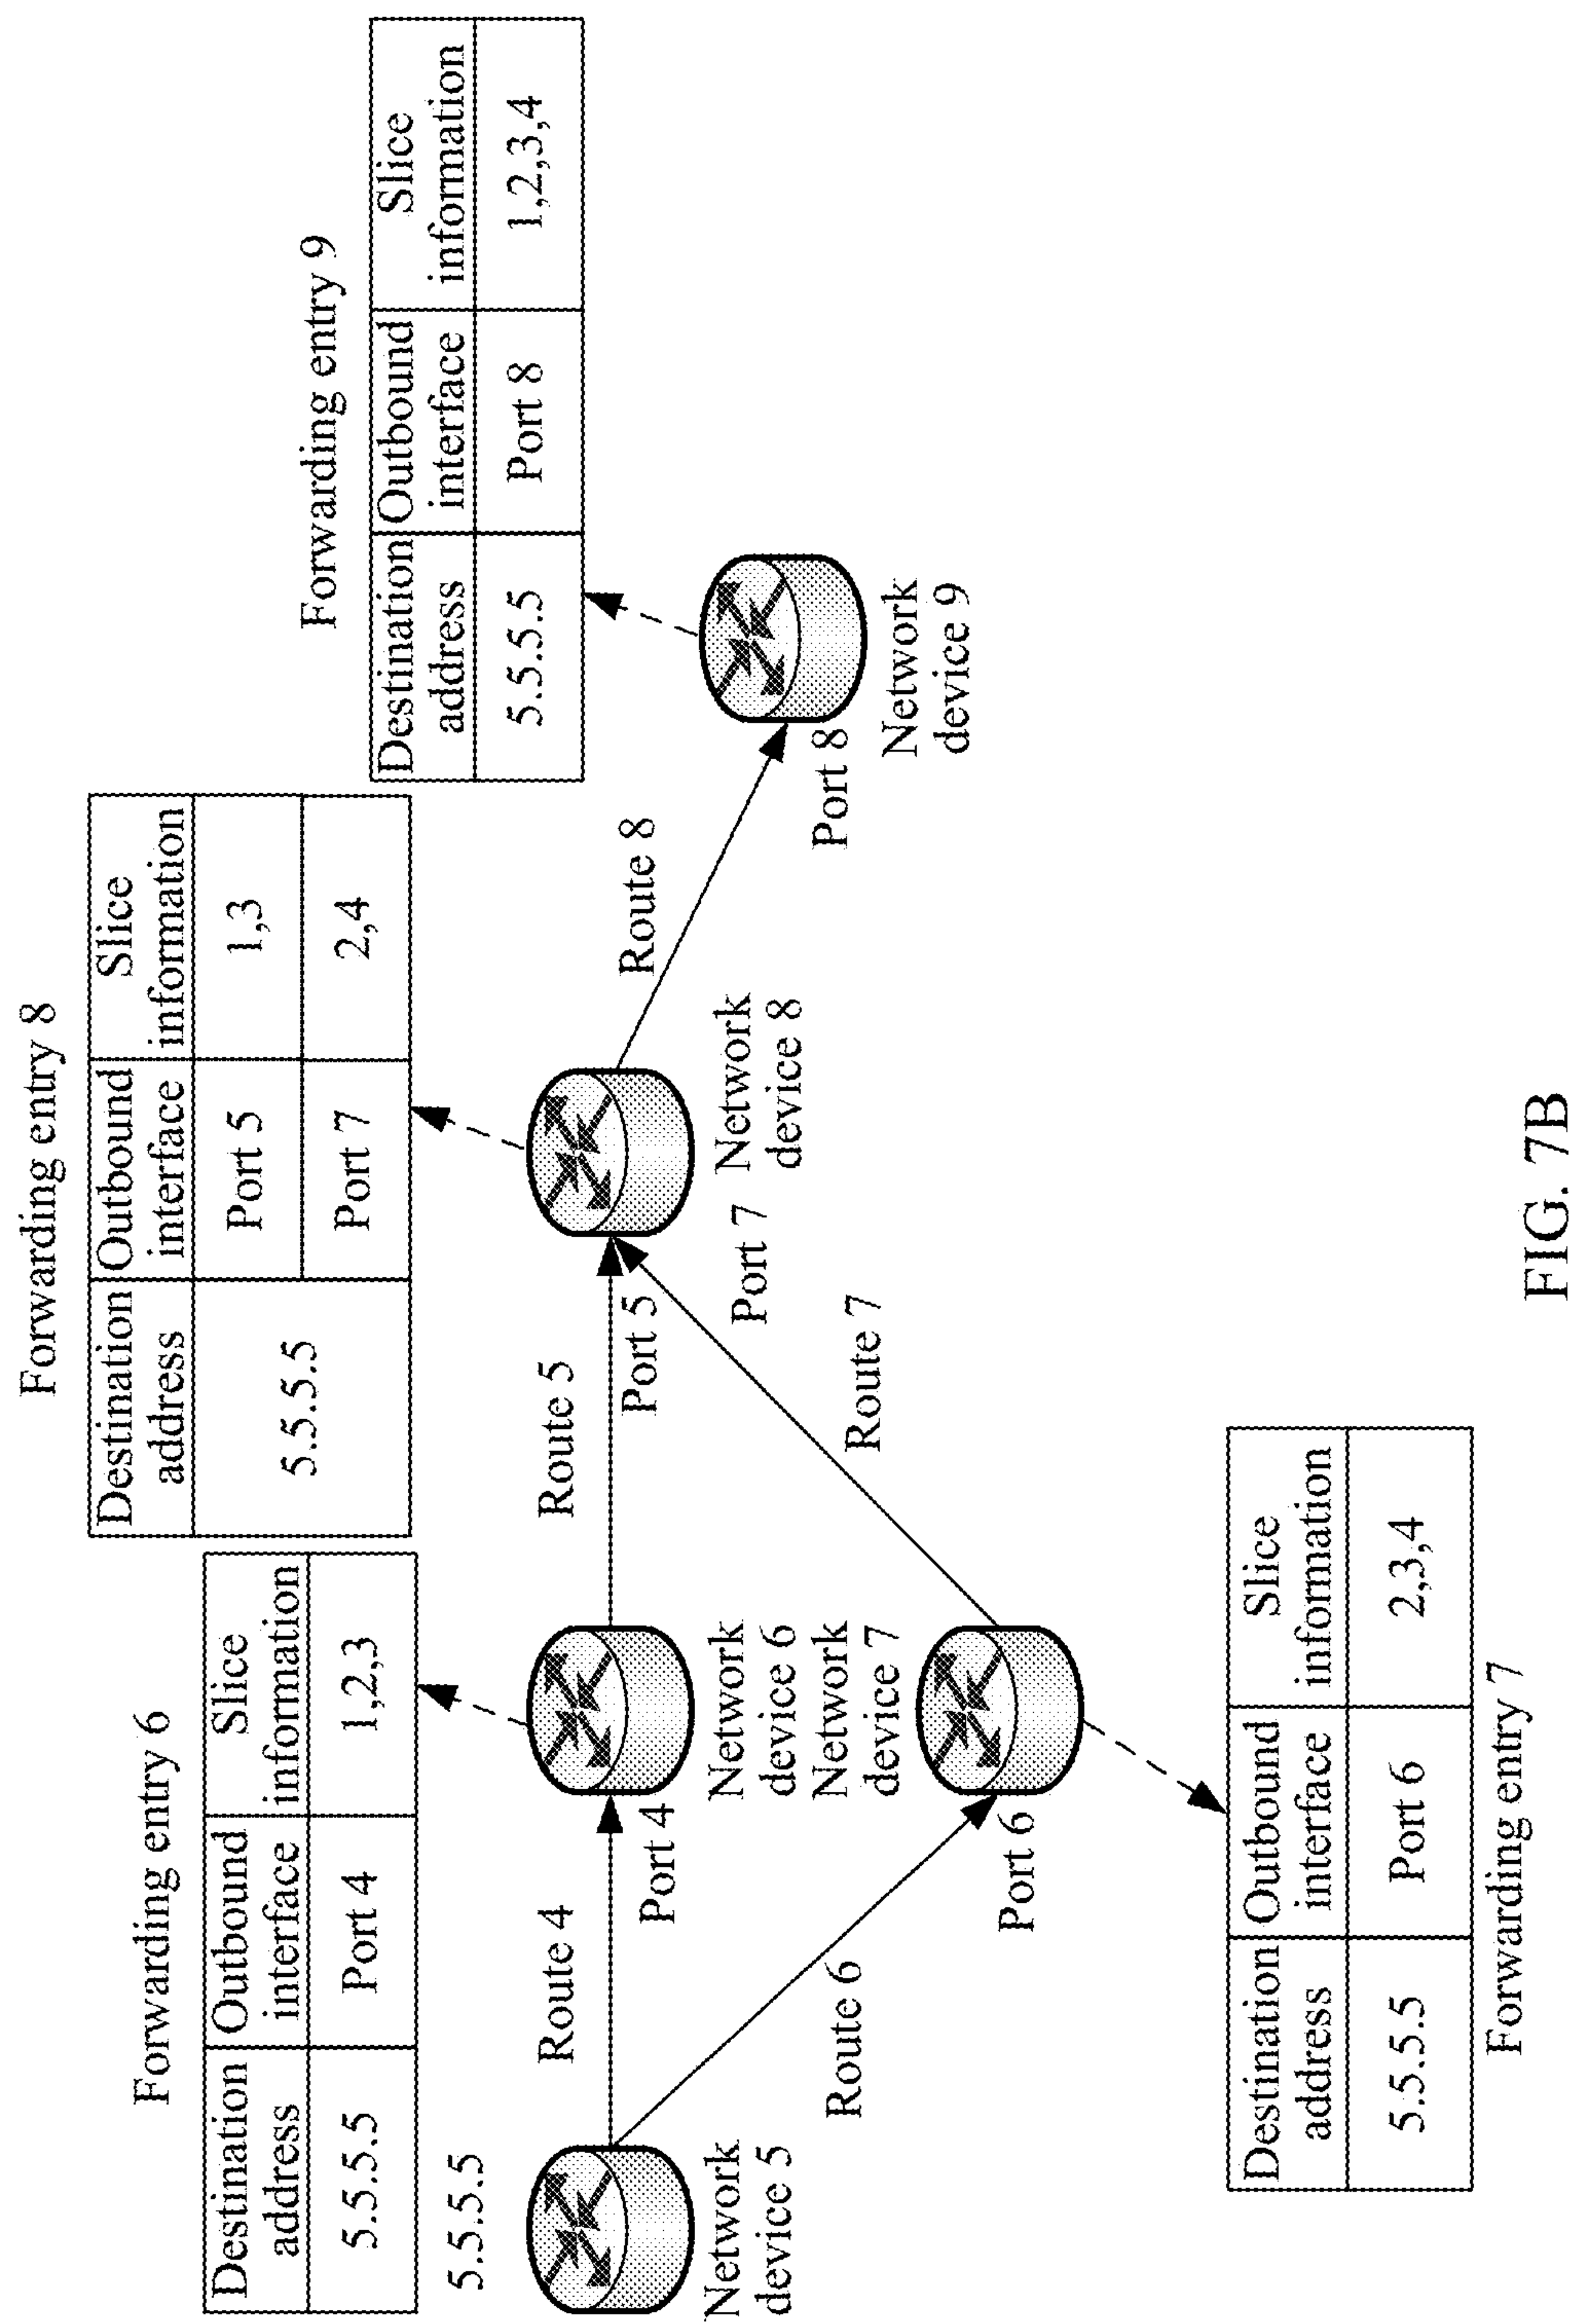 Forwarding entry 6
Destination address
Outbound interface
Slice information
5.5.5.5
Port 4
1,2,3
Forwarding entry 8
Destination address
Outbound interface
Slice information
5.5.5.5
Port 5
1,3
Port 7
2,4
Forwarding entry 9
Destination address
Outbound interface
Slice information
5.5.5.5
Port 8
1,2,3,4
5.5.5.5
Network
device 5
Route 4
Port 4
Network
device 6
Route 5
Port 5
Port 7
Network
device 8
Route 8
Port 8
Network
device 9
Route 6
Port 6
Network
device 7
Route 7
Destination address
Outbound interface
Slice information
5.5.5.5
Port 6
2,3,4
Forwarding entry 7
FIG. 7B